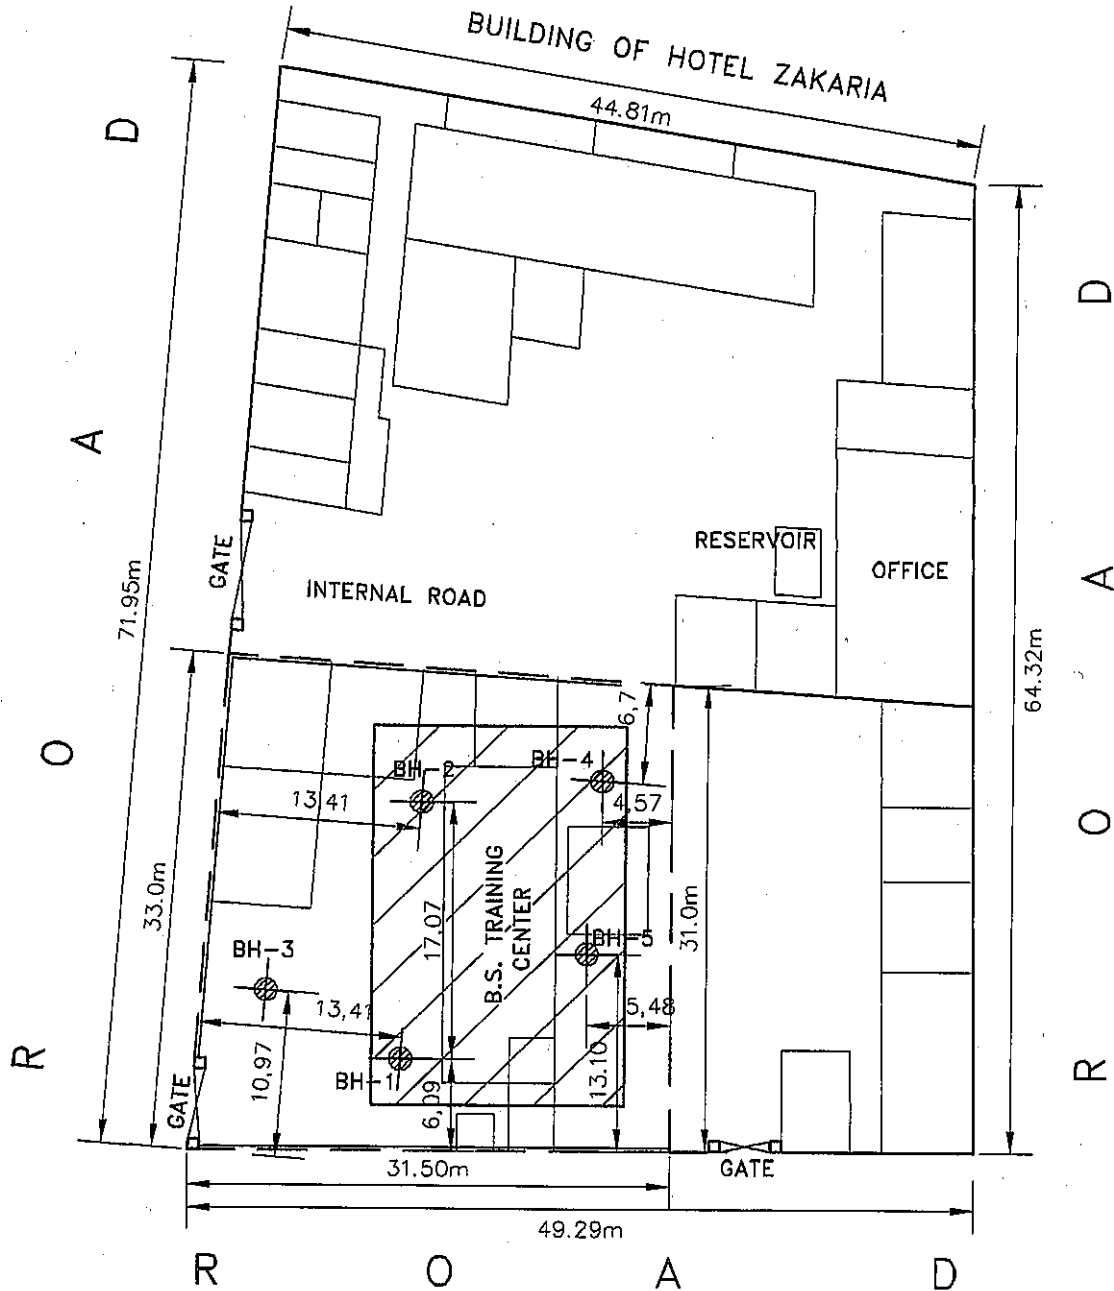 BUILDING OF HOTEL ZAKARIA
44.81m
D
A
O
R
D
A
O
R
71.95m
GATE
INTERNAL ROAD
RESERVOIR
OFFICE
64.32m
33.0m
6,7
BH-2
BH-4
13,41
4,57
17,07
B.S. TRAINING
CENTER
31.0m
BH-3
BH-5
13,41
5,48
10,97
BH-1
6,09
13.10
GATE
31.50m
GATE
49.29m
R O A D